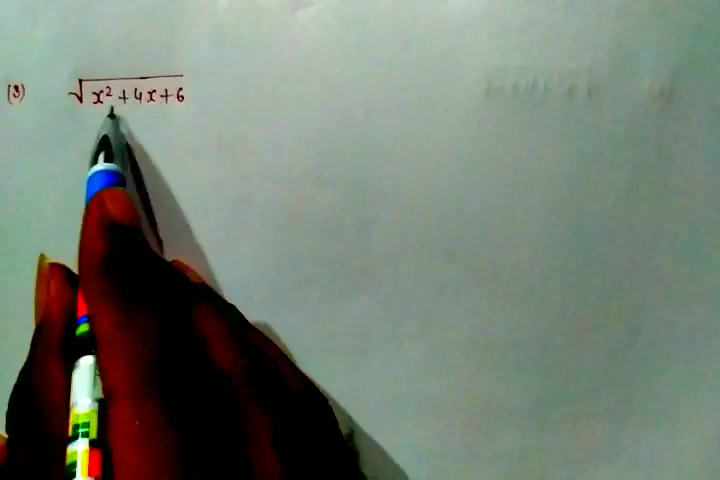 (3) √x² + 4x + 6